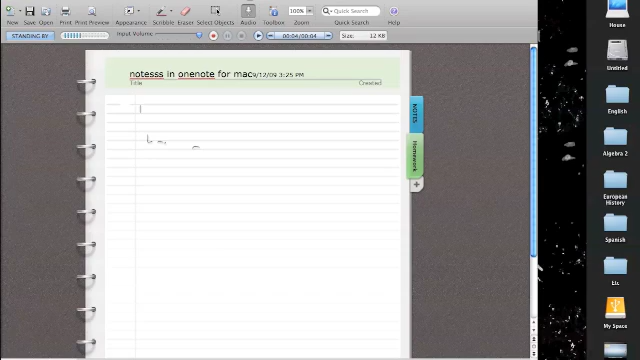 New Save Open Print Print Preview Appearance Scribble Eraser Select Objects Audio Toolbox 100% Zoom Quick Search Quick Search Help
STANDING BY Input Volume 00:04/00:04 Size: 12 KB
notesss in onenote for mac 9/12/09 3:25 PM
Title Created
NOTES
Homework
Untitled
English
Algebra 2
European History
Spanish
Etc
My Stuff